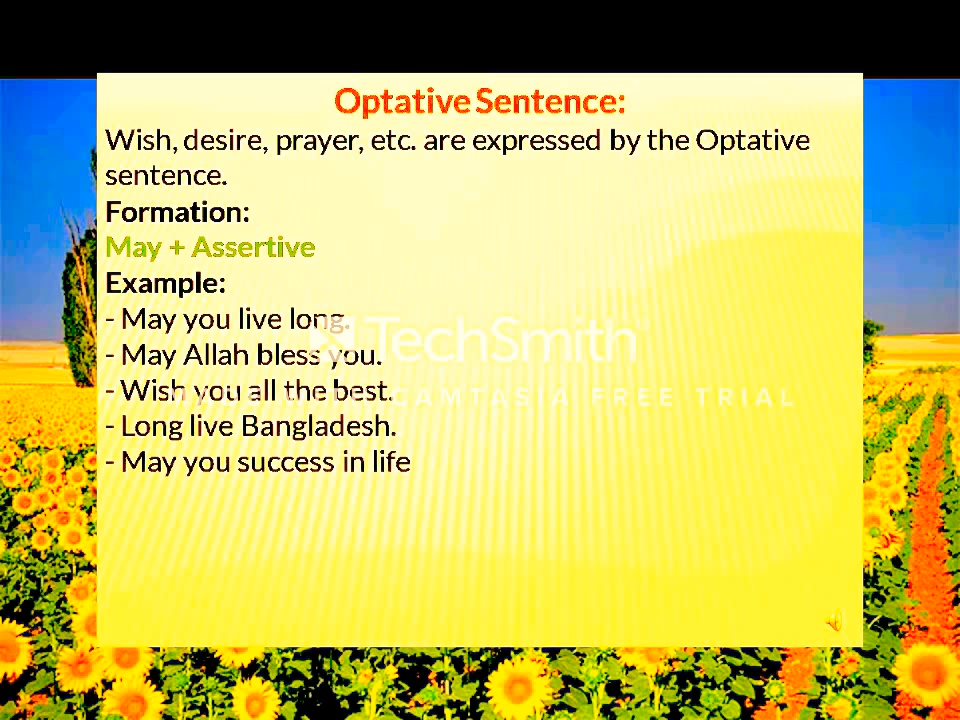 Optative Sentence:
Wish, desire, prayer, etc. are expressed by the Optative
sentence.
Formation:
May + Assertive
Example:
- May you live long.
TechSmith
- May Allah bless you.
- Wish you all the best.
MADE WITH CAMTASIA FREE TRIAL
- Long live Bangladesh.
- May you success in life